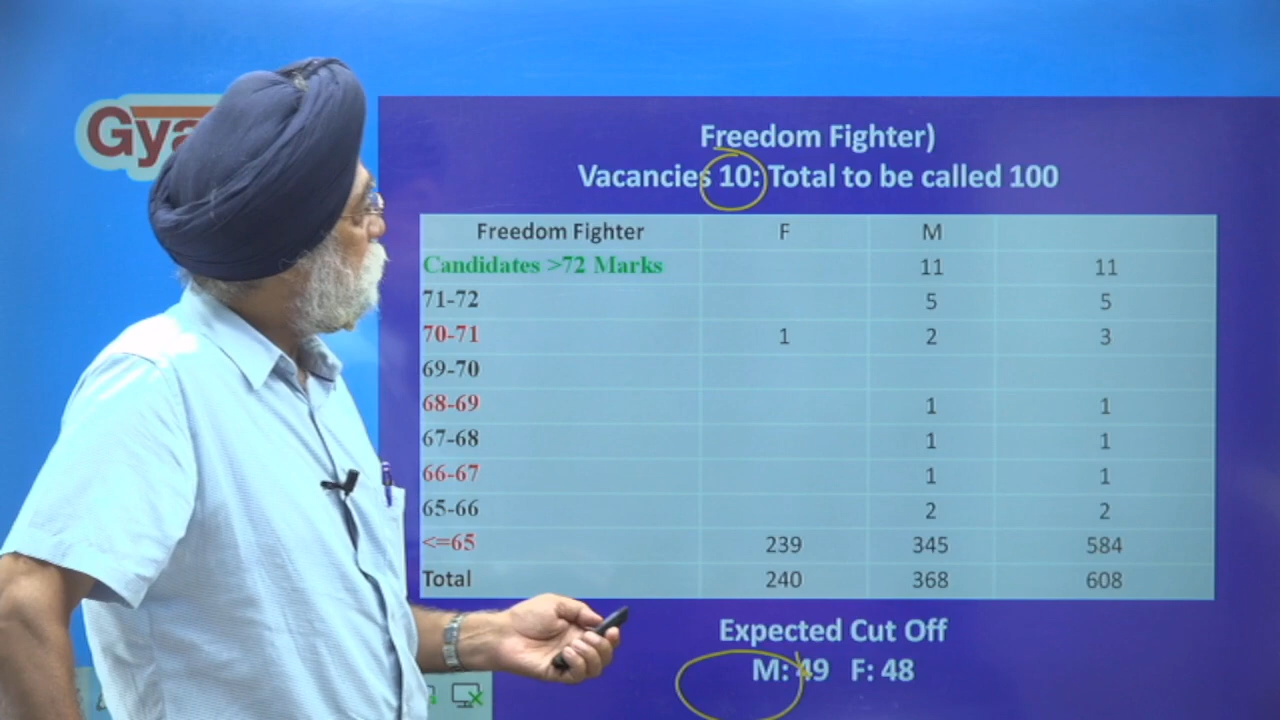 Gya
Freedom Fighter)
Vacancies 10: Total to be called 100
Freedom Fighter F M
Candidates >72 Marks 11 11
71-72 5 5
70-71 1 2 3
69-70
68-69 1 1
67-68 1 1
66-67 1 1
65-66 2 2
<=65 239 345 584
Total 240 368 608
Expected Cut Off
M: 49 F: 48